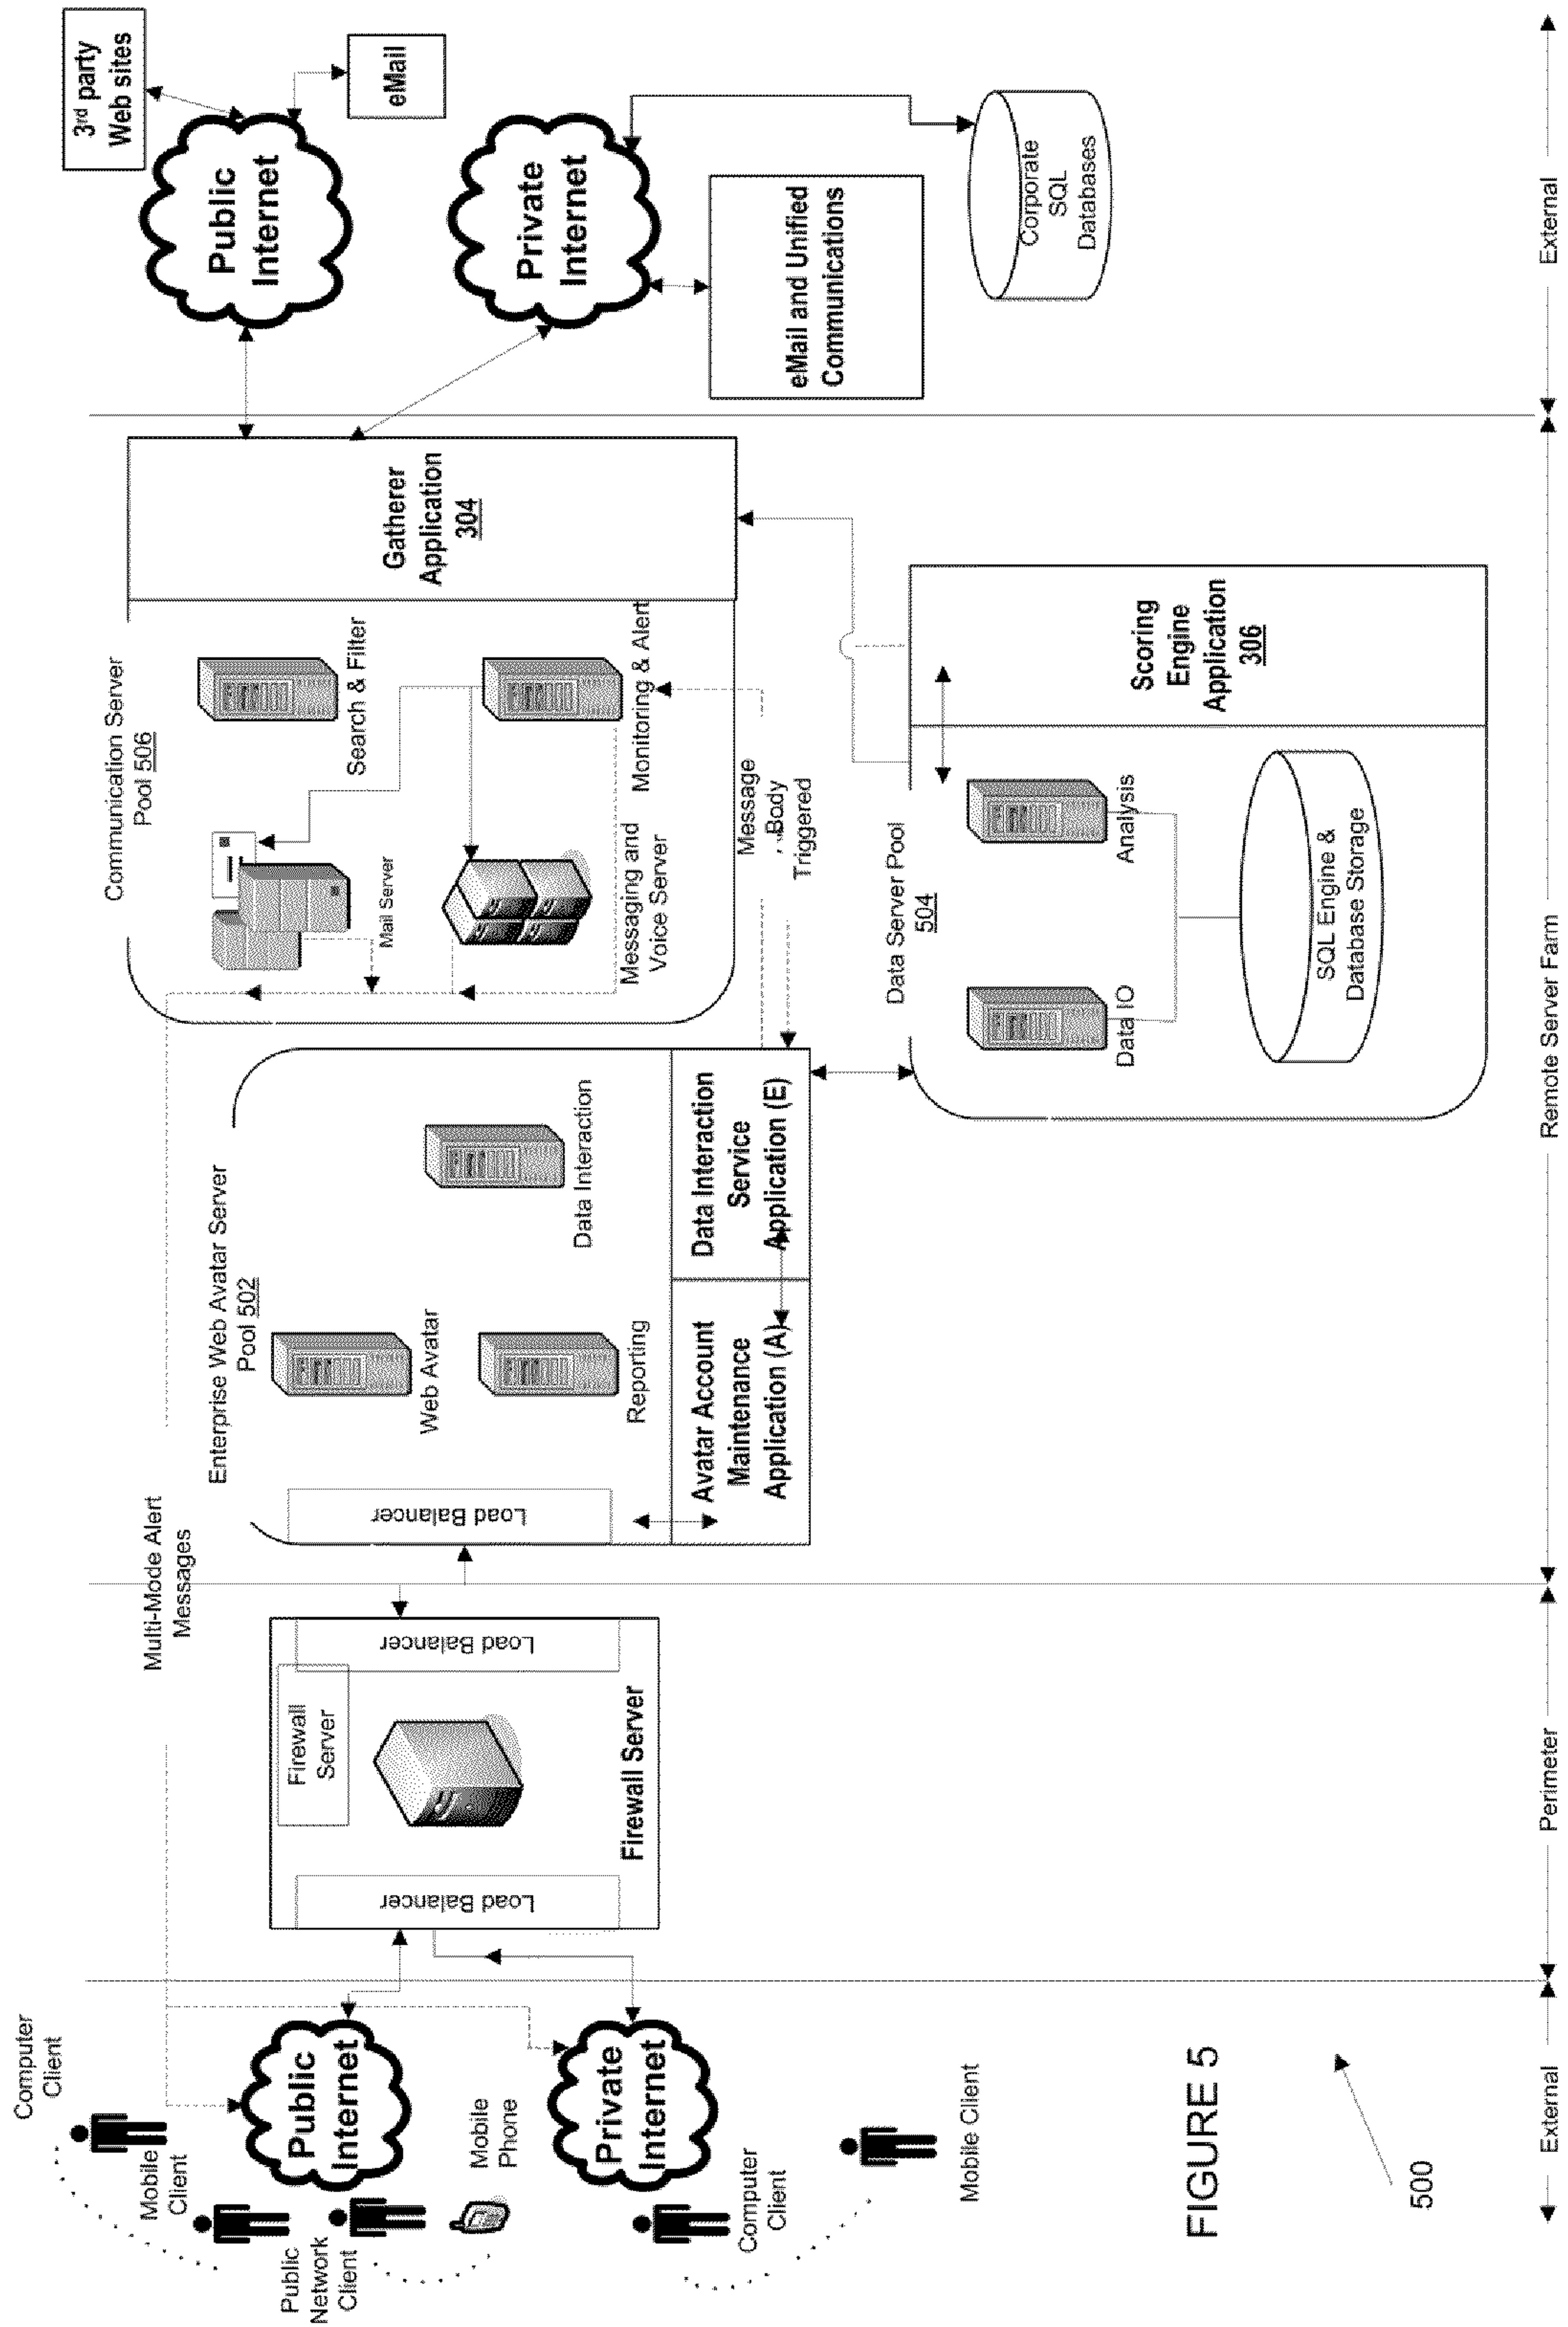 Computer
Client
Mobile
Client
Public
Network
Client
Mobile
Phone
Public
Internet
Private
Internet
Computer
Client
Mobile Client
Multi-Mode Alert
Messages
Firewall
Server
Load Balancer
Load Balancer
Firewall Server
Enterprise Web Avatar Server
Pool 502
Load Balancer
Web Avatar
Reporting
Data Interaction
Avatar Account
Maintenance
Application (A)
Data Interaction
Service
Application (E)
Communication Server
Pool 506
Mail Server
Search & Filter
Messaging and
Voice Server
Monitoring & Alert
Gatherer
Application
304
Message
Body
Triggered
Data Server Pool
504
Data IO
Analysis
SQL Engine &
Database Storage
Scoring
Engine
Application
306
3rd party
Web sites
eMail
Public
Internet
Private
Internet
eMail and Unified
Communications
Corporate
SQL
Databases
External
Perimeter
Remote Server Farm
External
FIGURE 5
500